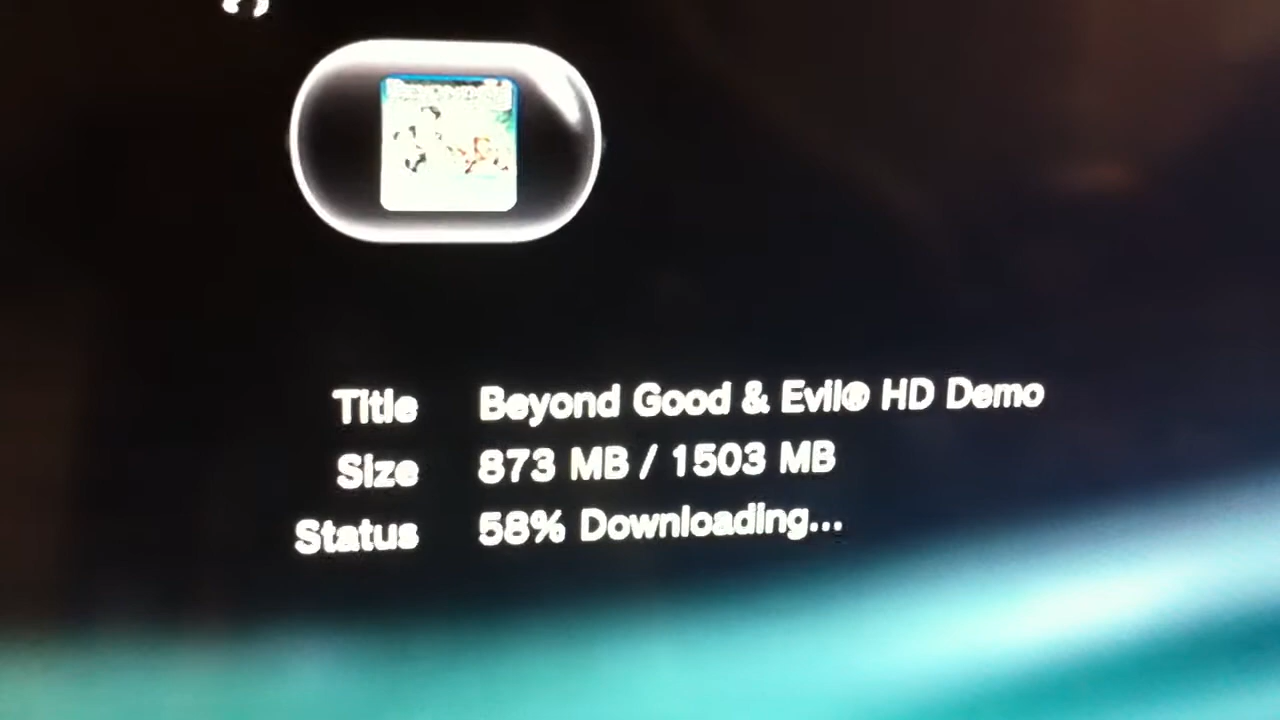 Title Beyond Good & Evil® HD Demo
Size 873 MB / 1503 MB
Status 58% Downloading...